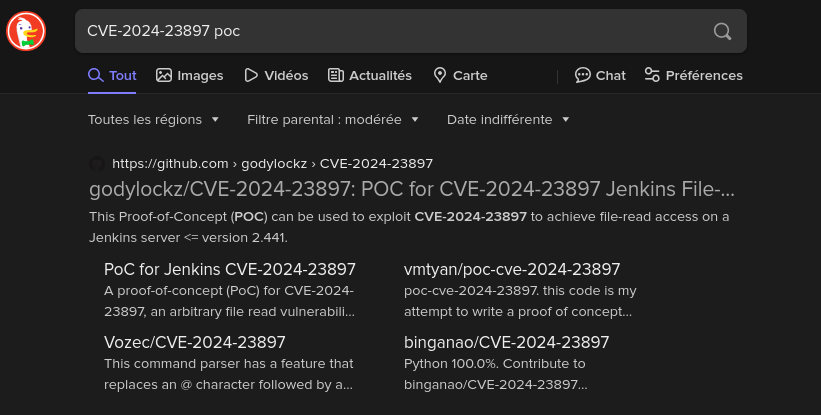 CVE-2024-23897 poc
Tout Images Vidéos Actualités Carte Chat Préférences
Toutes les régions Filtre parental : modérée Date indifférente
https://github.com › godylockz › CVE-2024-23897
godylockz/CVE-2024-23897: POC for CVE-2024-23897 Jenkins File-...
This Proof-of-Concept (POC) can be used to exploit CVE-2024-23897 to achieve file-read access on a
Jenkins server <= version 2.441.
PoC for Jenkins CVE-2024-23897
A proof-of-concept (PoC) for CVE-2024-
23897, an arbitrary file read vulnerabili...
vmtyan/poc-cve-2024-23897
poc-cve-2024-23897. this code is my
attempt to write a proof of concept...
Vozec/CVE-2024-23897
This command parser has a feature that
replaces an @ character followed by a...
binganao/CVE-2024-23897
Python 100.0%. Contribute to
binganao/CVE-2024-23897...